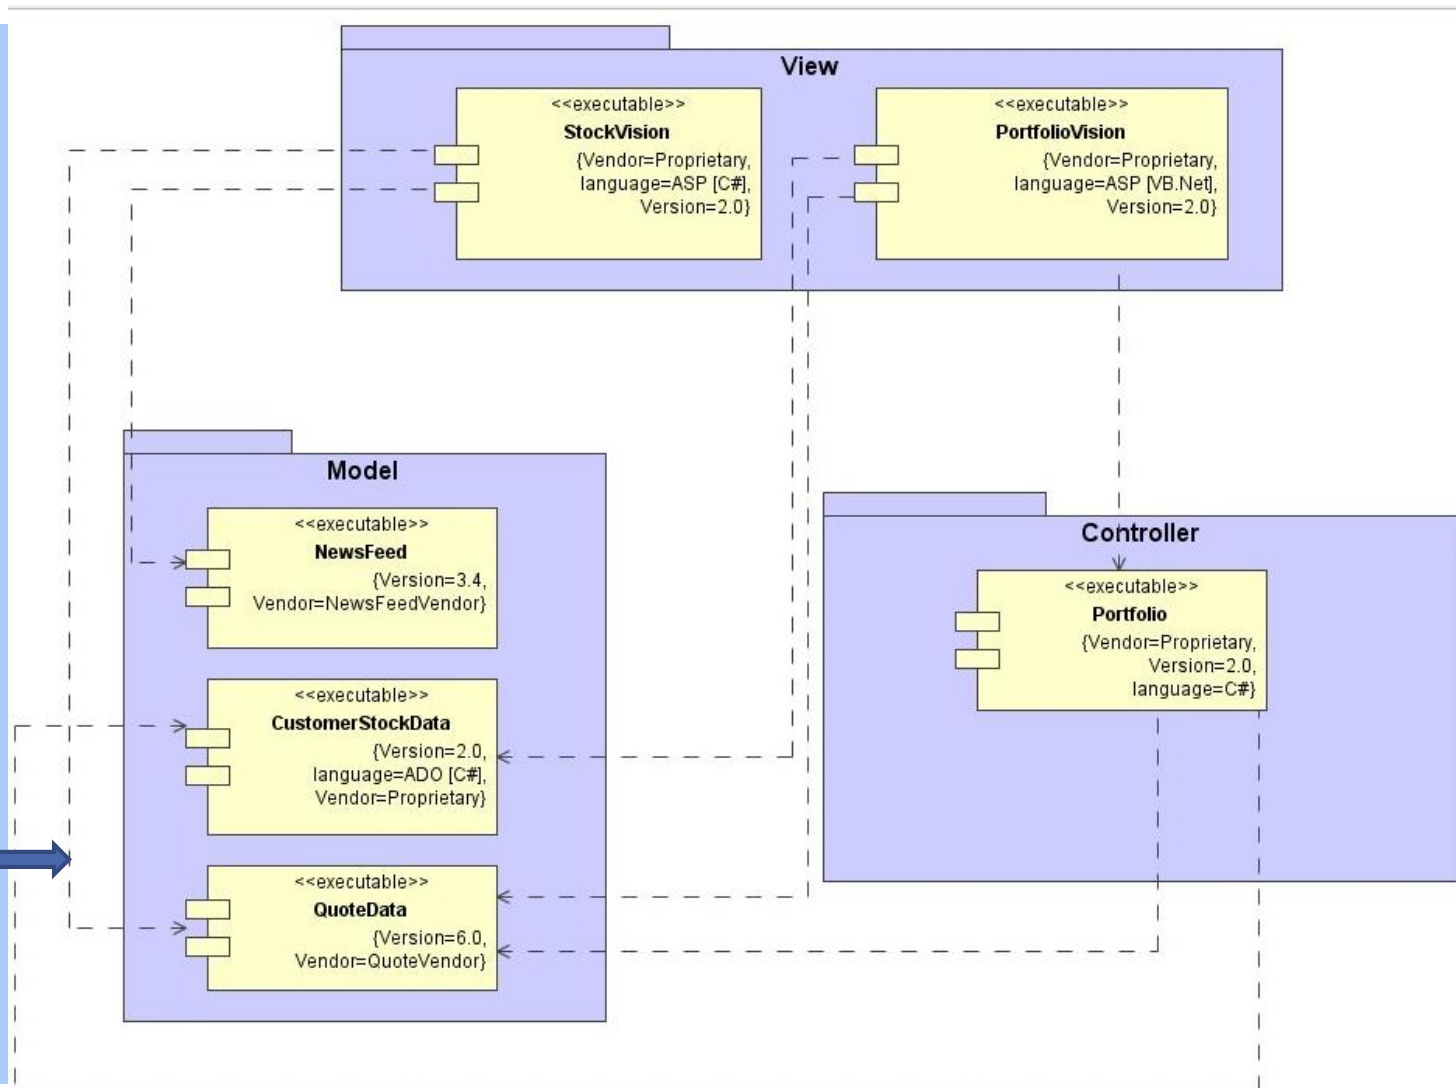 View
<<executable>>
StockVision
{Vendor=Proprietary,
language=ASP [C#],
Version=2.0}
<<executable>>
PortfolioVision
{Vendor=Proprietary,
language=ASP [VB.Net],
Version=2.0}
Model
<<executable>>
NewsFeed
{Version=3.4,
Vendor=NewsFeedVendor}
<<executable>>
CustomerStockData
{Version=2.0,
language=ADO [C#],
Vendor=Proprietary}
<<executable>>
QuoteData
{Version=6.0,
Vendor=QuoteVendor}
Controller
<<executable>>
Portfolio
{Vendor=Proprietary,
Version=2.0,
language=C#}